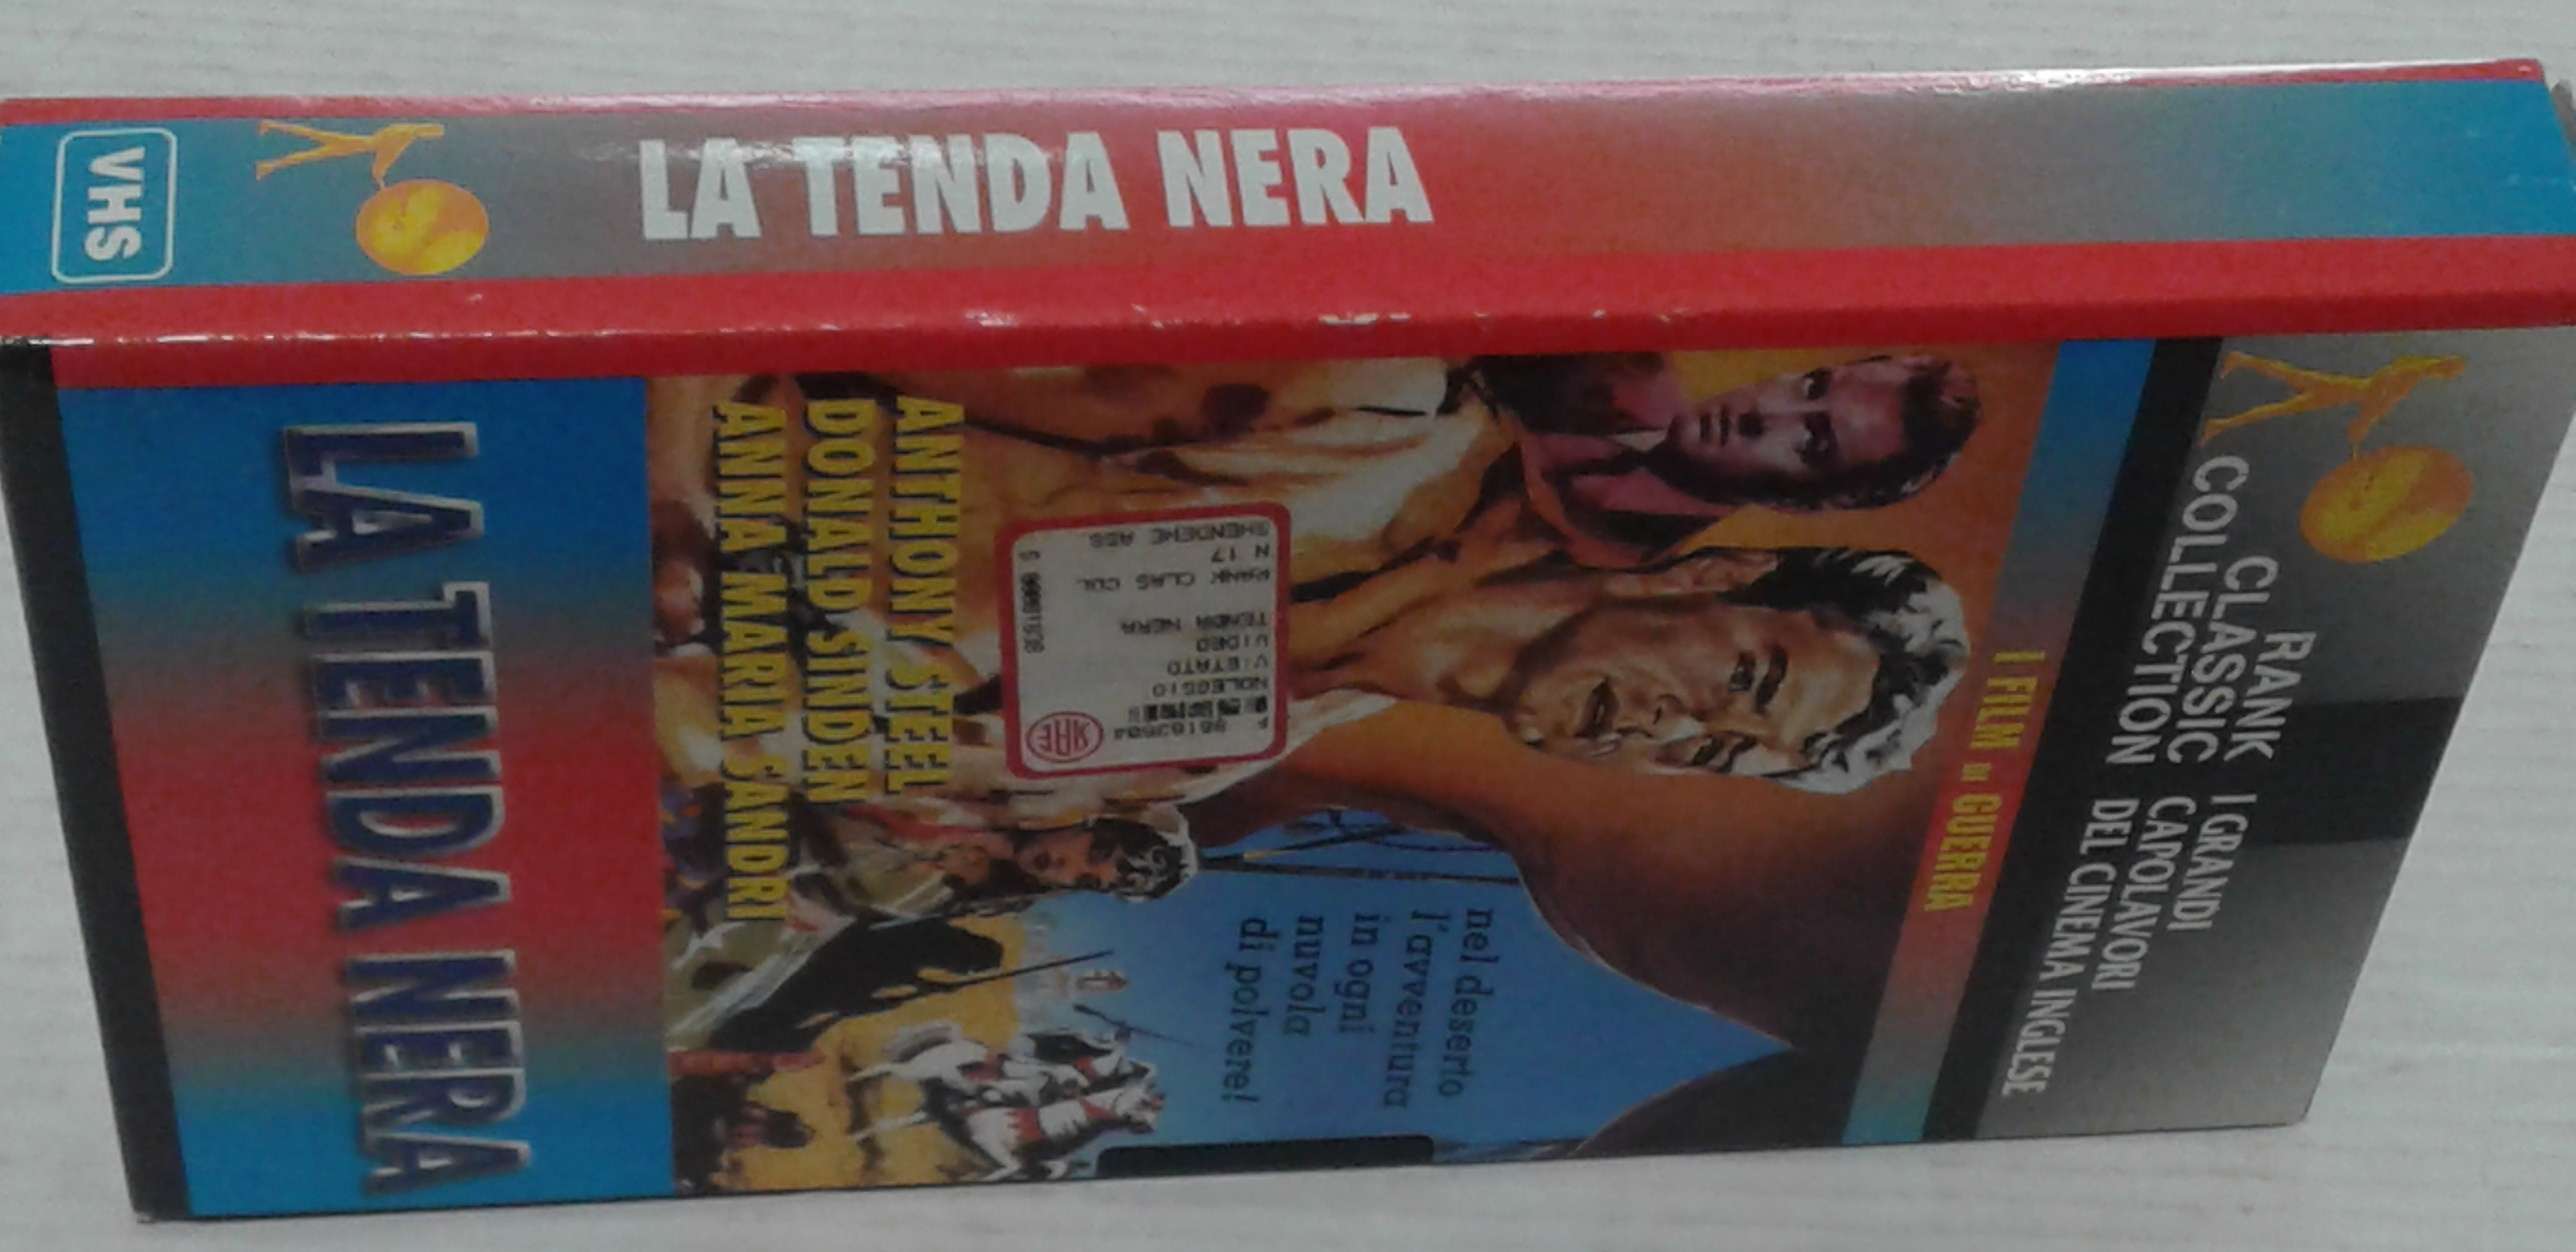 LA TENDA NERA
VHS
RANK
CLASSIC
COLLECTION
I GRANDI
CAPOLAVORI
DEL CINEMA INGLESE
I FILM DI GUERRA
nel deserto
l'avventura
in ogni
nuvola
di polvere!
ANTHONY STEEL
DONALD SINDEN
ANNA MARIA SANDRI
SIAE
NOLEGGIO
VIETATO
VIDEO
TENDA NERA
RANK CLAS COL
N 17
LA TENDA NERA